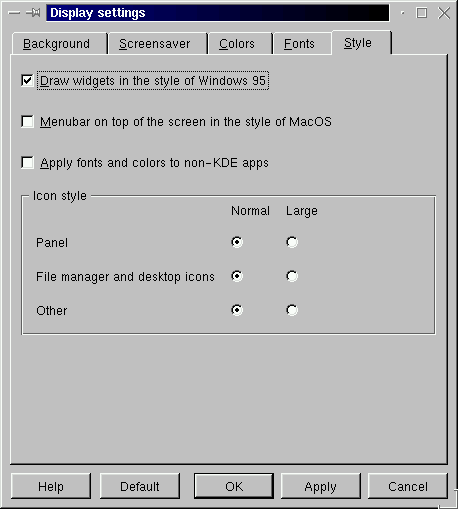 Display settings
Background Screensaver Colors Fonts Style
Draw widgets in the style of Windows 95
Menubar on top of the screen in the style of MacOS
Apply fonts and colors to non-KDE apps
Icon style
Normal Large
Panel
File manager and desktop icons
Other
Help Default OK Apply Cancel